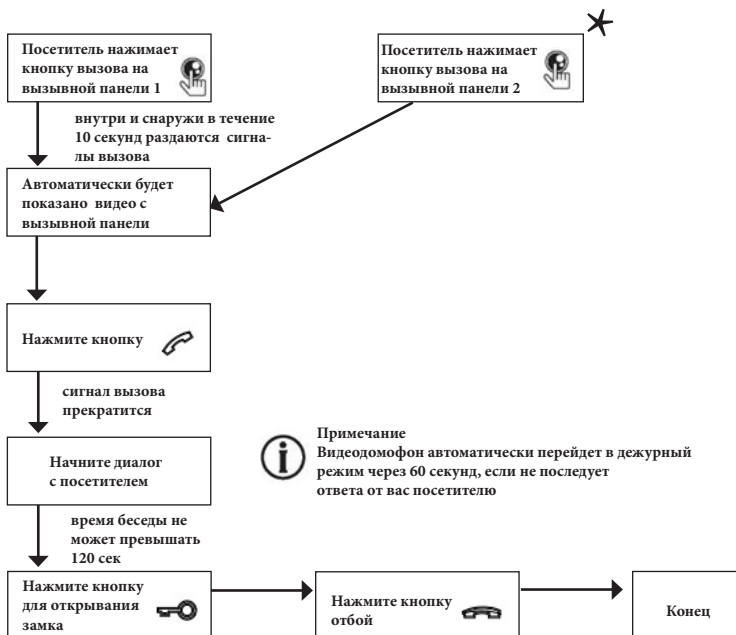 Посетитель нажимает
кнопку вызова на
вызывной панели 1
Посетитель нажимает
кнопку вызова на
вызывной панели 2
внутри и снаружи в течение
10 секунд раздаются сигна-
лы вызова
Автоматически будет
показано видео с
вызывной панели
Нажмите кнопку
сигнал вызова
прекратится
Начните диалог
с посетителем
Примечание
Видеодомофон автоматически перейдет в дежурный
режим через 60 секунд, если не последует
ответа от вас посетителю
время беседы не
может превышать
120 сек
Нажмите кнопку
для открывания
замка
Нажмите кнопку
отбой
Конец